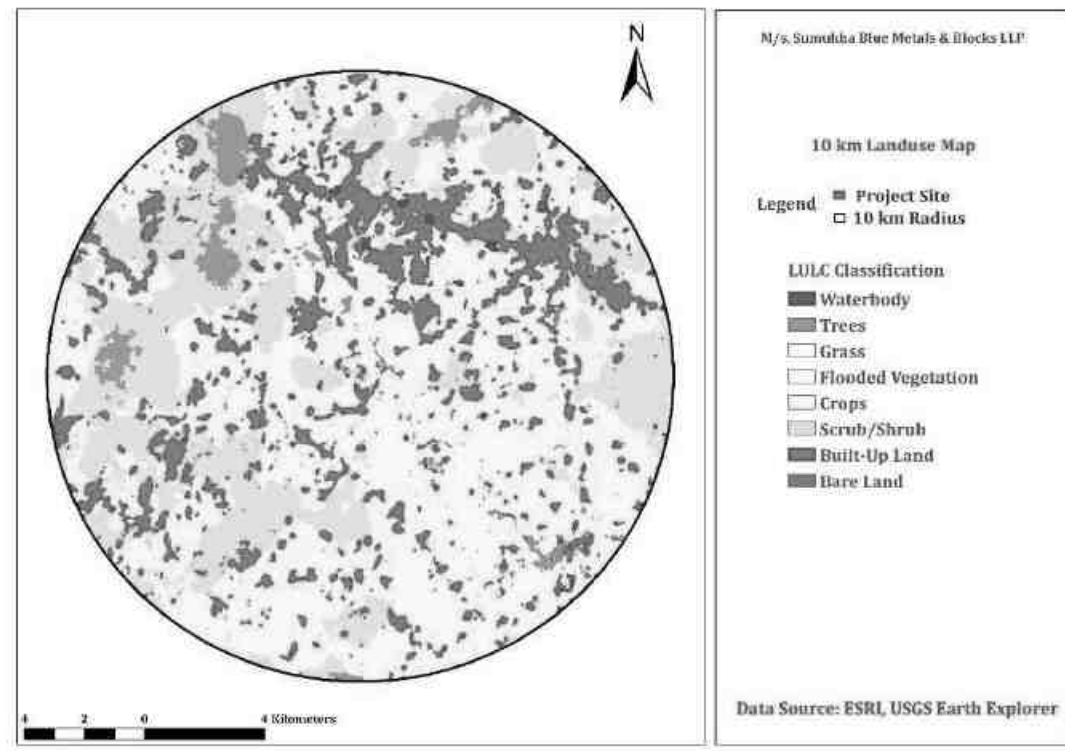 N
4 2 0 4 Kilometers
M/s. Sumukha Blue Metals & Blocks LLP
10 km Landuse Map
Legend
Project Site
10 km Radius
LULC Classification
Waterbody
Trees
Grass
Flooded Vegetation
Crops
Scrub/Shrub
Built-Up Land
Bare Land
Data Source: ESRI, USGS Earth Explorer